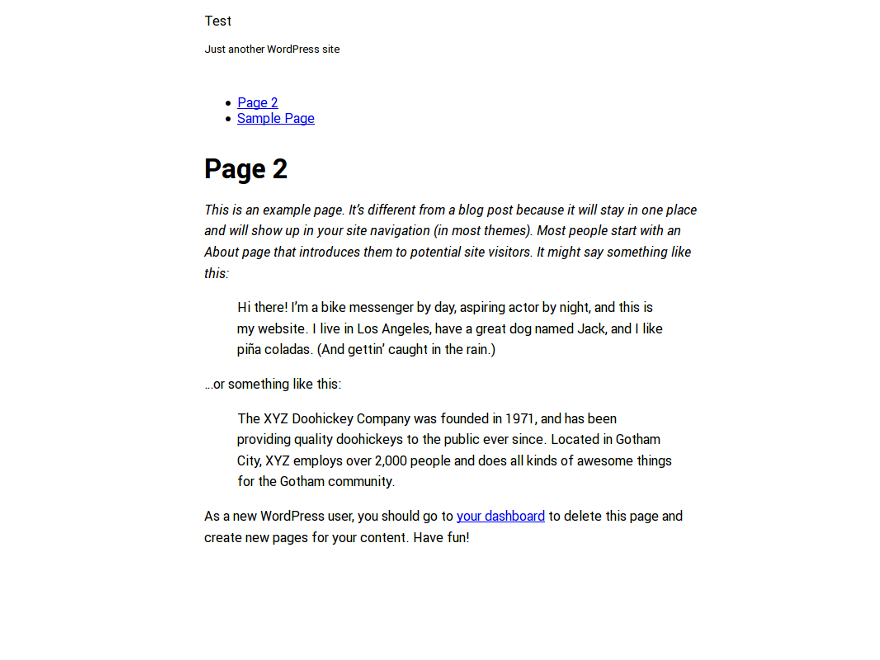 Test
Just another WordPress site
Page 2
Sample Page
Page 2
This is an example page. It’s different from a blog post because it will stay in one place
and will show up in your site navigation (in most themes). Most people start with an
About page that introduces them to potential site visitors. It might say something like
this:
Hi there! I’m a bike messenger by day, aspiring actor by night, and this is
my website. I live in Los Angeles, have a great dog named Jack, and I like
piña coladas. (And gettin’ caught in the rain.)
…or something like this:
The XYZ Doohickey Company was founded in 1971, and has been
providing quality doohickeys to the public ever since. Located in Gotham
City, XYZ employs over 2,000 people and does all kinds of awesome things
for the Gotham community.
As a new WordPress user, you should go to your dashboard to delete this page and
create new pages for your content. Have fun!